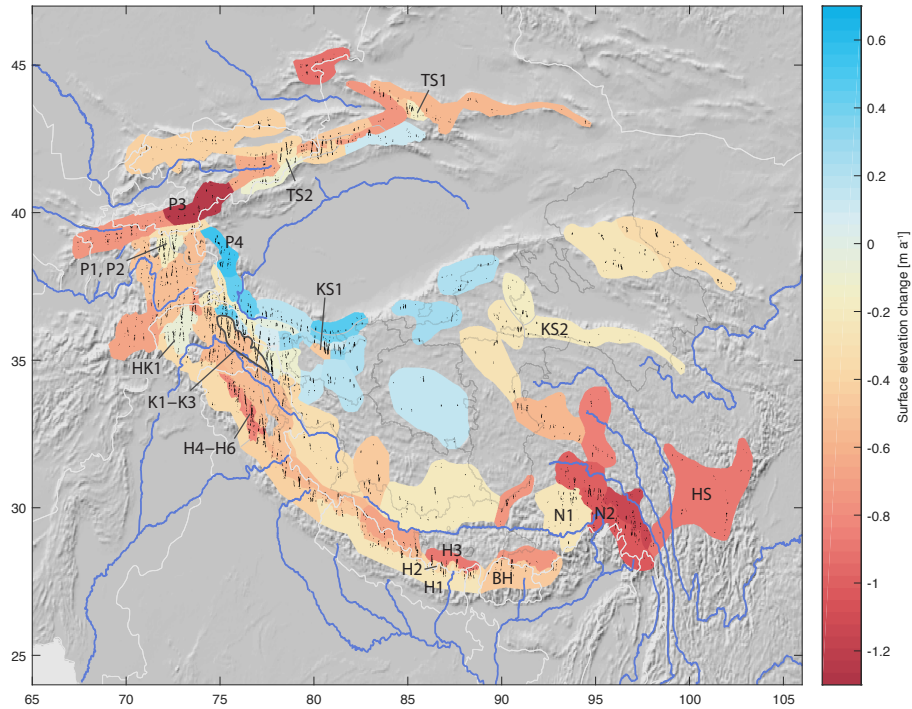 45
40
35
30
25
65
70
75
80
85
90
95
100
105
TS1
TS2
P3
P4
P1, P2
KS1
KS2
HK1
K1–K3
H4–H6
HS
N1
N2
H3
H2
H1
BH
0.6
0.4
0.2
0
-0.2
-0.4
-0.6
-0.8
-1
-1.2
Surface elevation change [m a⁻¹]